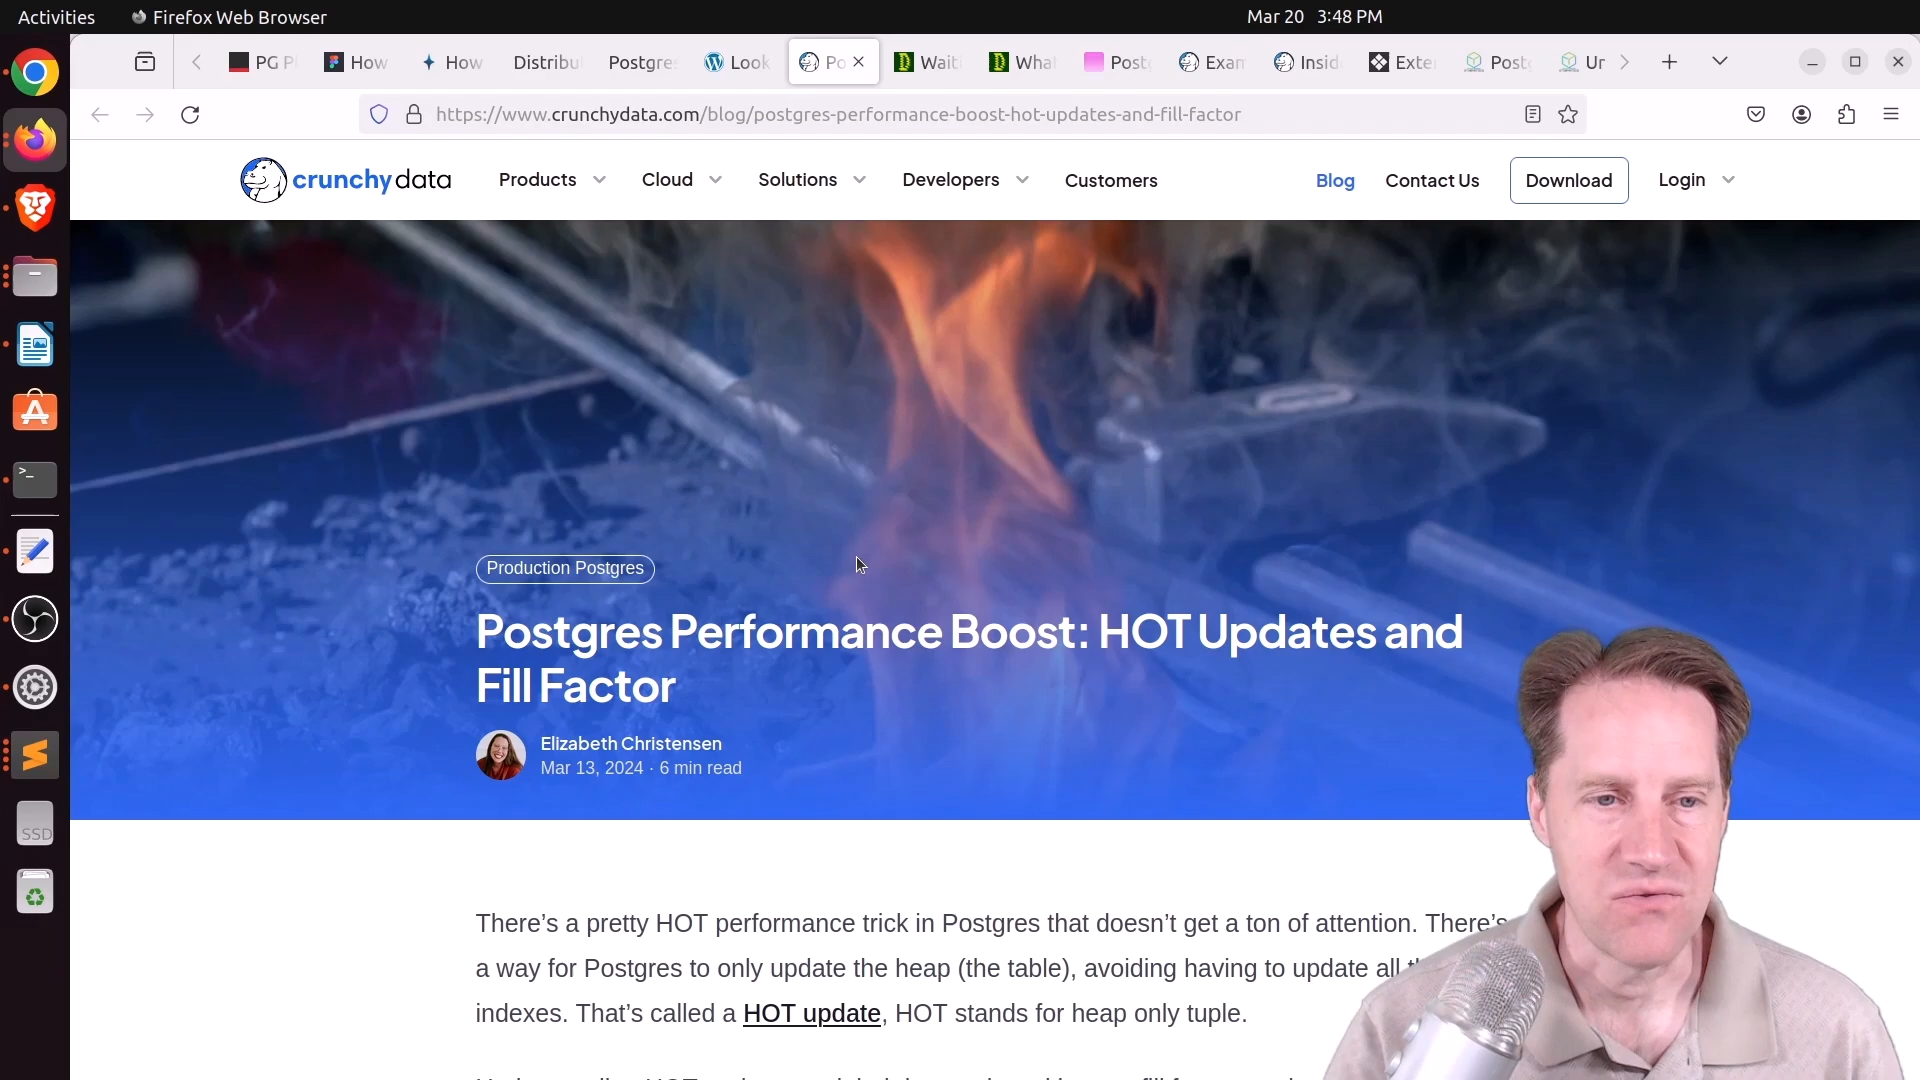 Activities
Firefox Web Browser
Mar 20 3:48 PM
PG P
How
How
Distribu
Postgre
Look
Po
Wait
What
Post
Exam
Insid
Exte
Post
Ur
https://www.crunchydata.com/blog/postgres-performance-boost-hot-updates-and-fill-factor
crunchy data
Products
Cloud
Solutions
Developers
Customers
Blog
Contact Us
Download
Login
Production Postgres
Postgres Performance Boost: HOT Updates and
Fill Factor
Elizabeth Christensen
Mar 13, 2024 · 6 min read
There’s a pretty HOT performance trick in Postgres that doesn’t get a ton of attention. There’s
a way for Postgres to only update the heap (the table), avoiding having to update all
indexes. That’s called a HOT update, HOT stands for heap only tuple.
SSD